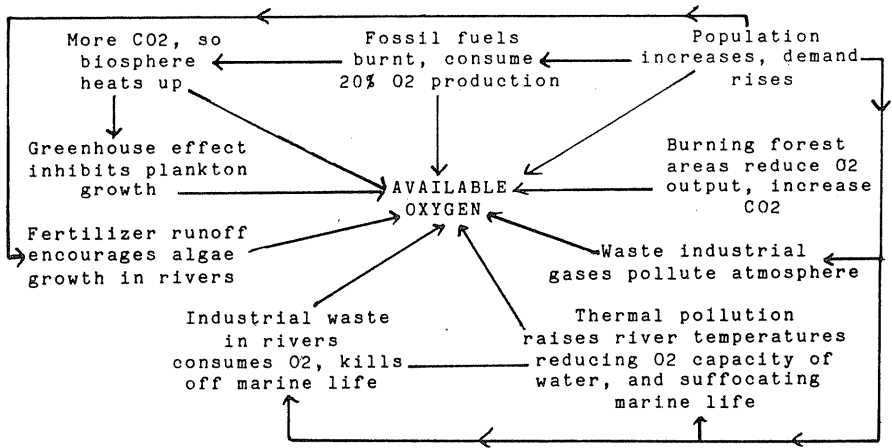 More CO2, so
biosphere
heats up
Fossil fuels
burnt, consume
20% O2 production
Population
increases, demand
rises
Greenhouse effect
inhibits plankton
growth
AVAILABLE
OXYGEN
Burning forest
areas reduce O2
output, increase
CO2
Fertilizer runoff
encourages algae
growth in rivers
Waste industrial
gases pollute atmosphere
Industrial waste
in rivers
consumes O2, kills
off marine life
Thermal pollution
raises river temperatures
reducing O2 capacity of
water, and suffocating
marine life